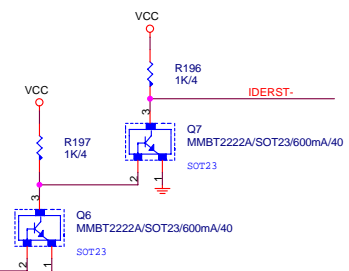 VCC
R196
1K/4
IDERST-
VCC
3
Q7
MMBT2222A/SOT23/600mA/40
R197
1K/4
SOT23
2
1
3
Q6
MMBT2222A/SOT23/600mA/40
SOT23
2
1